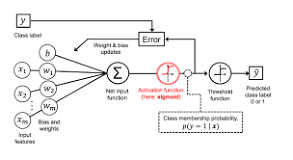 y
Class label
Error
Weight & bias
updates
b
x₁ w₁
x₂ w₂
xₘ wₘ
Σ
ŷ
Net input
function
Activation function
(here: sigmoid)
Threshold
function
Predicted
class label
0 or 1
Bias and
weights
Input
features
Class membership probability,
p(y = 1 | x)